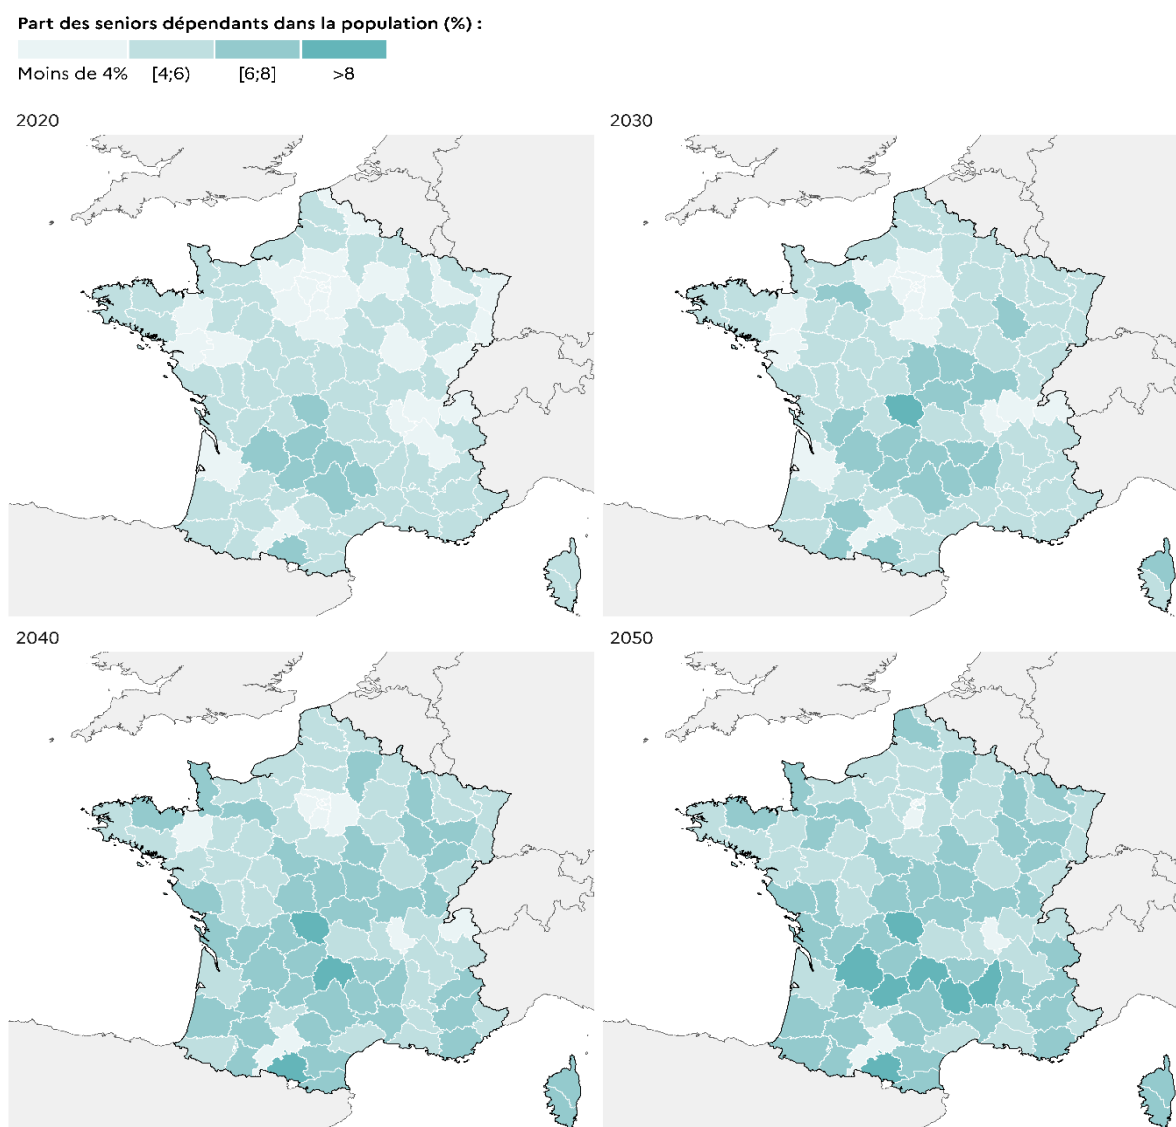 Part des seniors dépendants dans la population (%) :
Moins de 4% [4;6) [6;8] >8
2020 2030
2040 2050